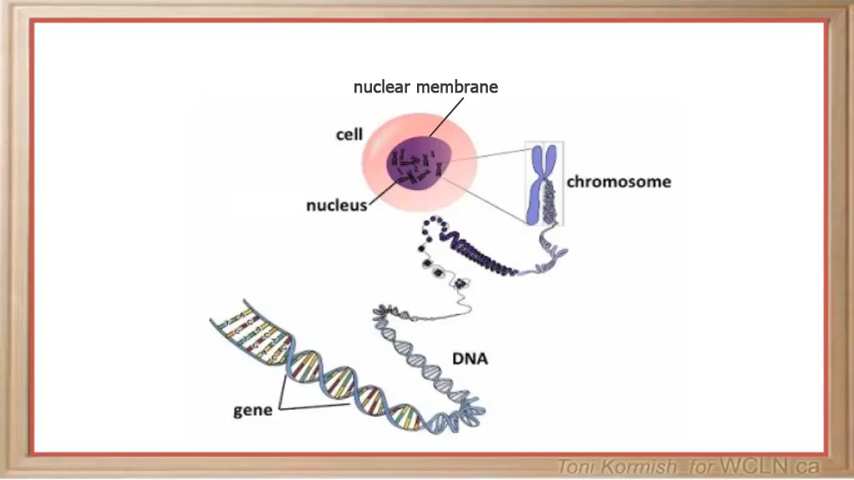 nuclear membrane
cell
chromosome
nucleus
DNA
gene
Toni Kormish for WCLN.ca